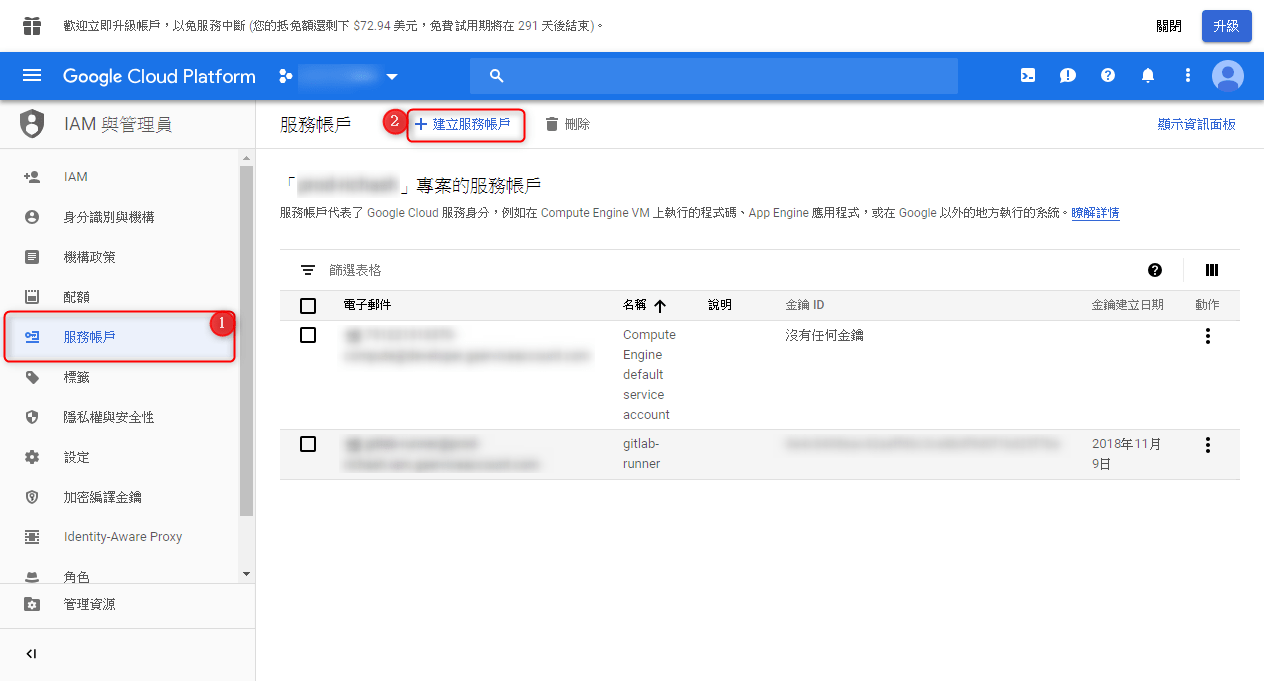 歡迎立即升級帳戶，以免服務中斷 (您的抵免額還剩下 $72.94 美元，免費試用期將在 291 天後結束)。
關閉
升級
Google Cloud Platform
IAM 與管理員
服務帳戶
2
建立服務帳戶
刪除
顯示資訊面板
IAM
身分識別與機構
機構政策
配額
服務帳戶
1
標籤
隱私權與安全性
設定
加密編譯金鑰
Identity-Aware Proxy
角色
管理資源
「 」專案的服務帳戶
服務帳戶代表了 Google Cloud 服務身分，例如在 Compute Engine VM 上執行的程式碼、App Engine 應用程式，或在 Google 以外的地方執行的系統。瞭解詳情
篩選表格
電子郵件 名稱 說明 金鑰 ID 金鑰建立日期 動作
Compute 沒有任何金鑰
Engine
default
service
account
gitlab- 2018年11月
runner 9日